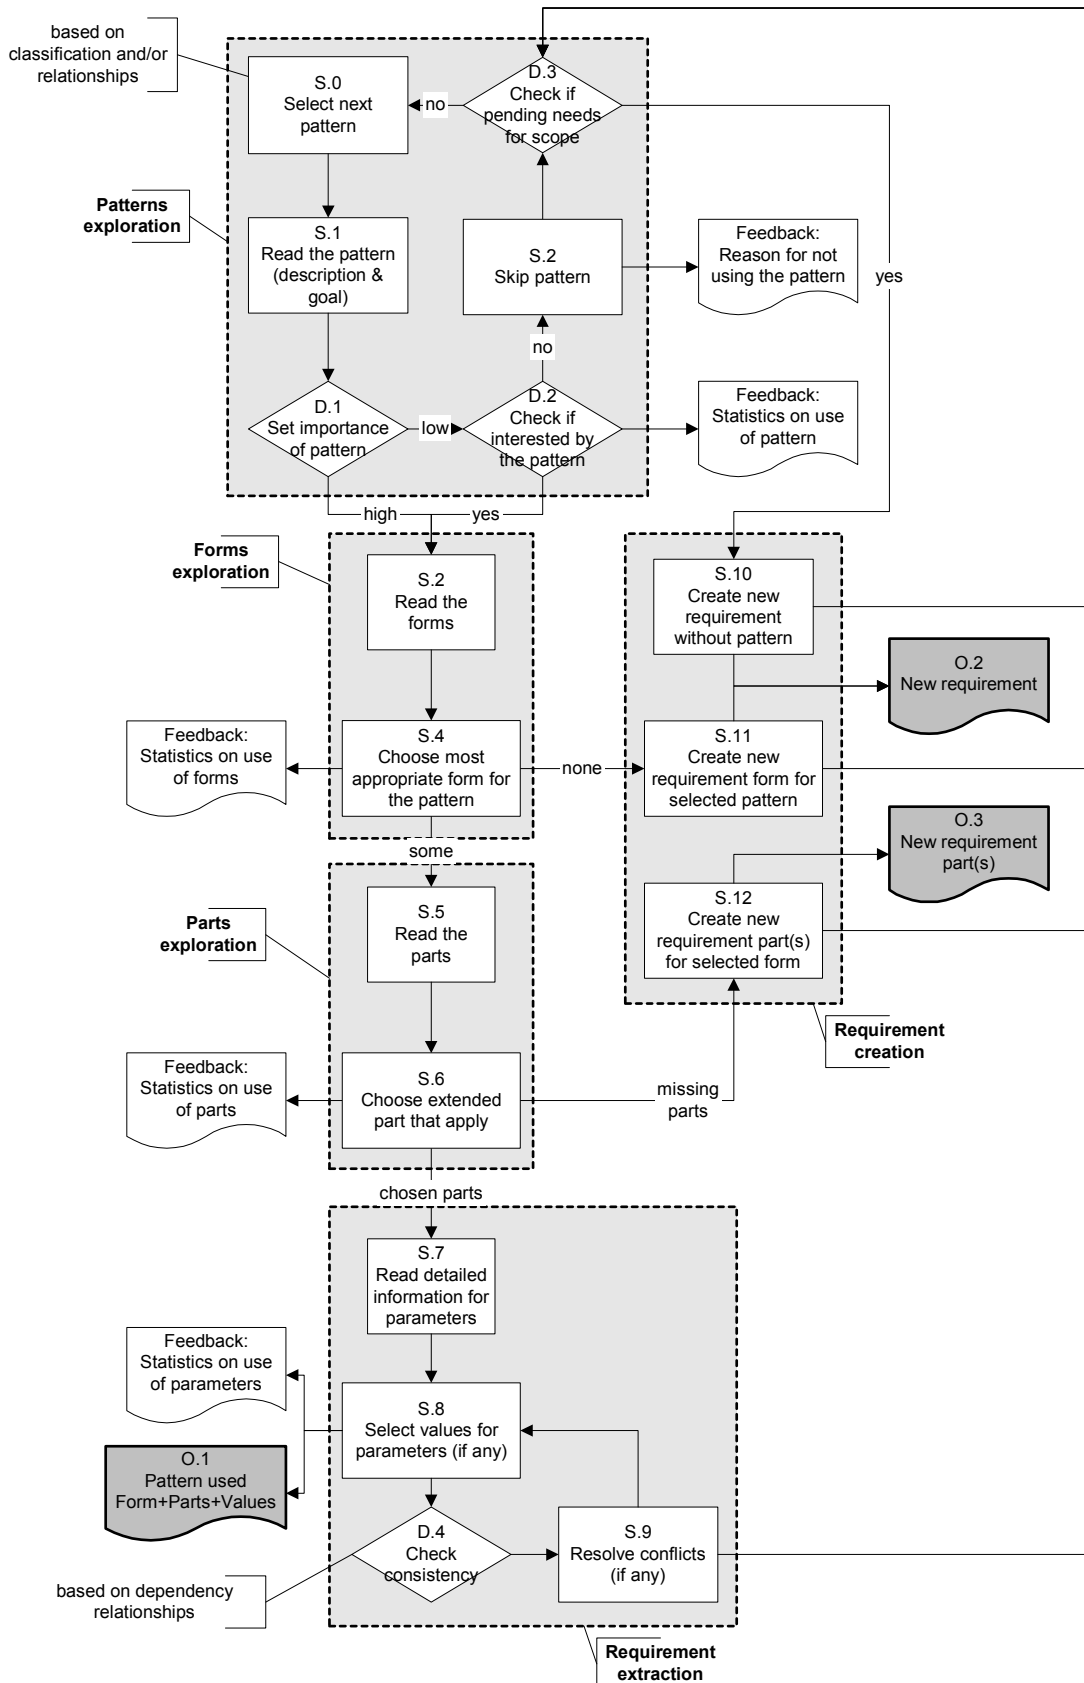 based on
classification and/or
relationships
S.0
Select next
pattern
no
D.3
Check if
pending needs
for scope
Patterns
exploration
S.1
Read the pattern
(description &
goal)
S.2
Skip pattern
Feedback:
Reason for not
using the pattern
yes
no
D.1
Set importance
of pattern
low
D.2
Check if
interested by
the pattern
Feedback:
Statistics on use
of pattern
high
yes
Forms
exploration
S.2
Read the
forms
S.10
Create new
requirement
without pattern
O.2
New requirement
Feedback:
Statistics on use
of forms
S.4
Choose most
appropriate form for
the pattern
none
S.11
Create new
requirement form for
selected pattern
some
O.3
New requirement
part(s)
Parts
exploration
S.5
Read the
parts
S.12
Create new
requirement part(s)
for selected form
Requirement
creation
Feedback:
Statistics on use
of parts
S.6
Choose extended
part that apply
missing
parts
chosen parts
S.7
Read detailed
information for
parameters
Feedback:
Statistics on use
of parameters
S.8
Select values for
parameters (if any)
O.1
Pattern used
Form+Parts+Values
D.4
Check
consistency
S.9
Resolve conflicts
(if any)
based on dependency
relationships
Requirement
extraction